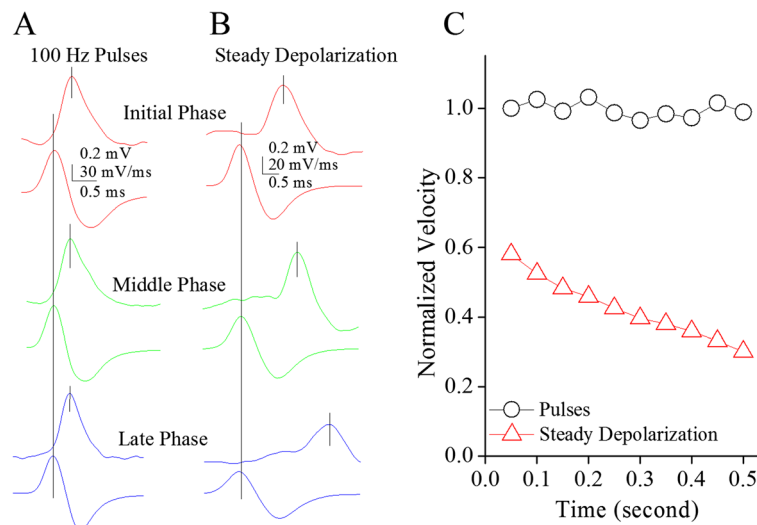 A
B
100 Hz Pulses
Steady Depolarization
Initial Phase
0.2 mV
30 mV/ms
0.5 ms
0.2 mV
20 mV/ms
0.5 ms
Middle Phase
Late Phase
C
Normalized Velocity
1.0
0.8
0.6
0.4
0.2
0.0
Pulses
Steady Depolarization
0.0 0.1 0.2 0.3 0.4 0.5
Time (second)